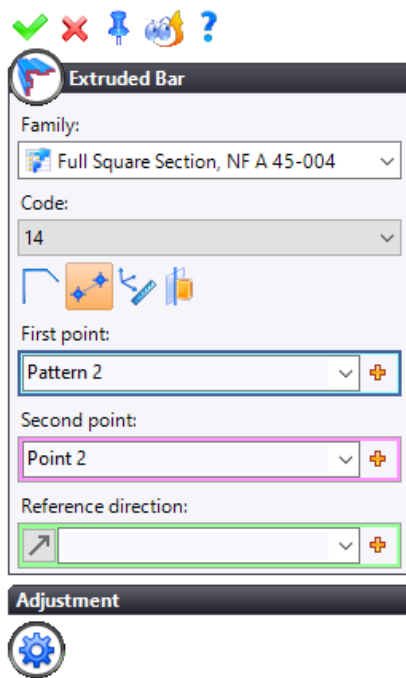 Extruded Bar
Family:
Full Square Section, NF A 45-004
Code:
14
First point:
Pattern 2
Second point:
Point 2
Reference direction:
Adjustment